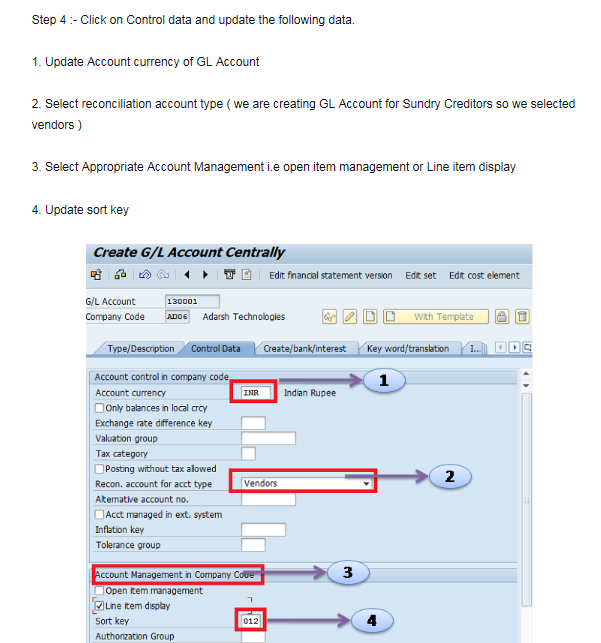 Step 4 :- Click on Control data and update the following data.
1. Update Account currency of GL Account
2. Select reconciliation account type ( we are creating GL Account for Sundry Creditors so we selected
vendors )
3. Select Appropriate Account Management i.e open item management or Line item display
4. Update sort key
Create G/L Account Centrally
Edit financial statement version Edit set Edit cost element
G/L Account 130001
Company Code AD06 Adarsh Technologies With Template
Type/Description Control Data Create/bank/interest Key word/translation I...
Account control in company code
Account currency INR Indian Rupee 1
Only balances in local crcy
Exchange rate difference key
Valuation group
Tax category
Posting without tax allowed
Recon. account for acct type Vendors 2
Alternative account no.
Acct managed in ext. system
Inflation key
Tolerance group
Account Management in Company Code 3
Open item management
Line item display
Sort key 012 4
Authorization Group